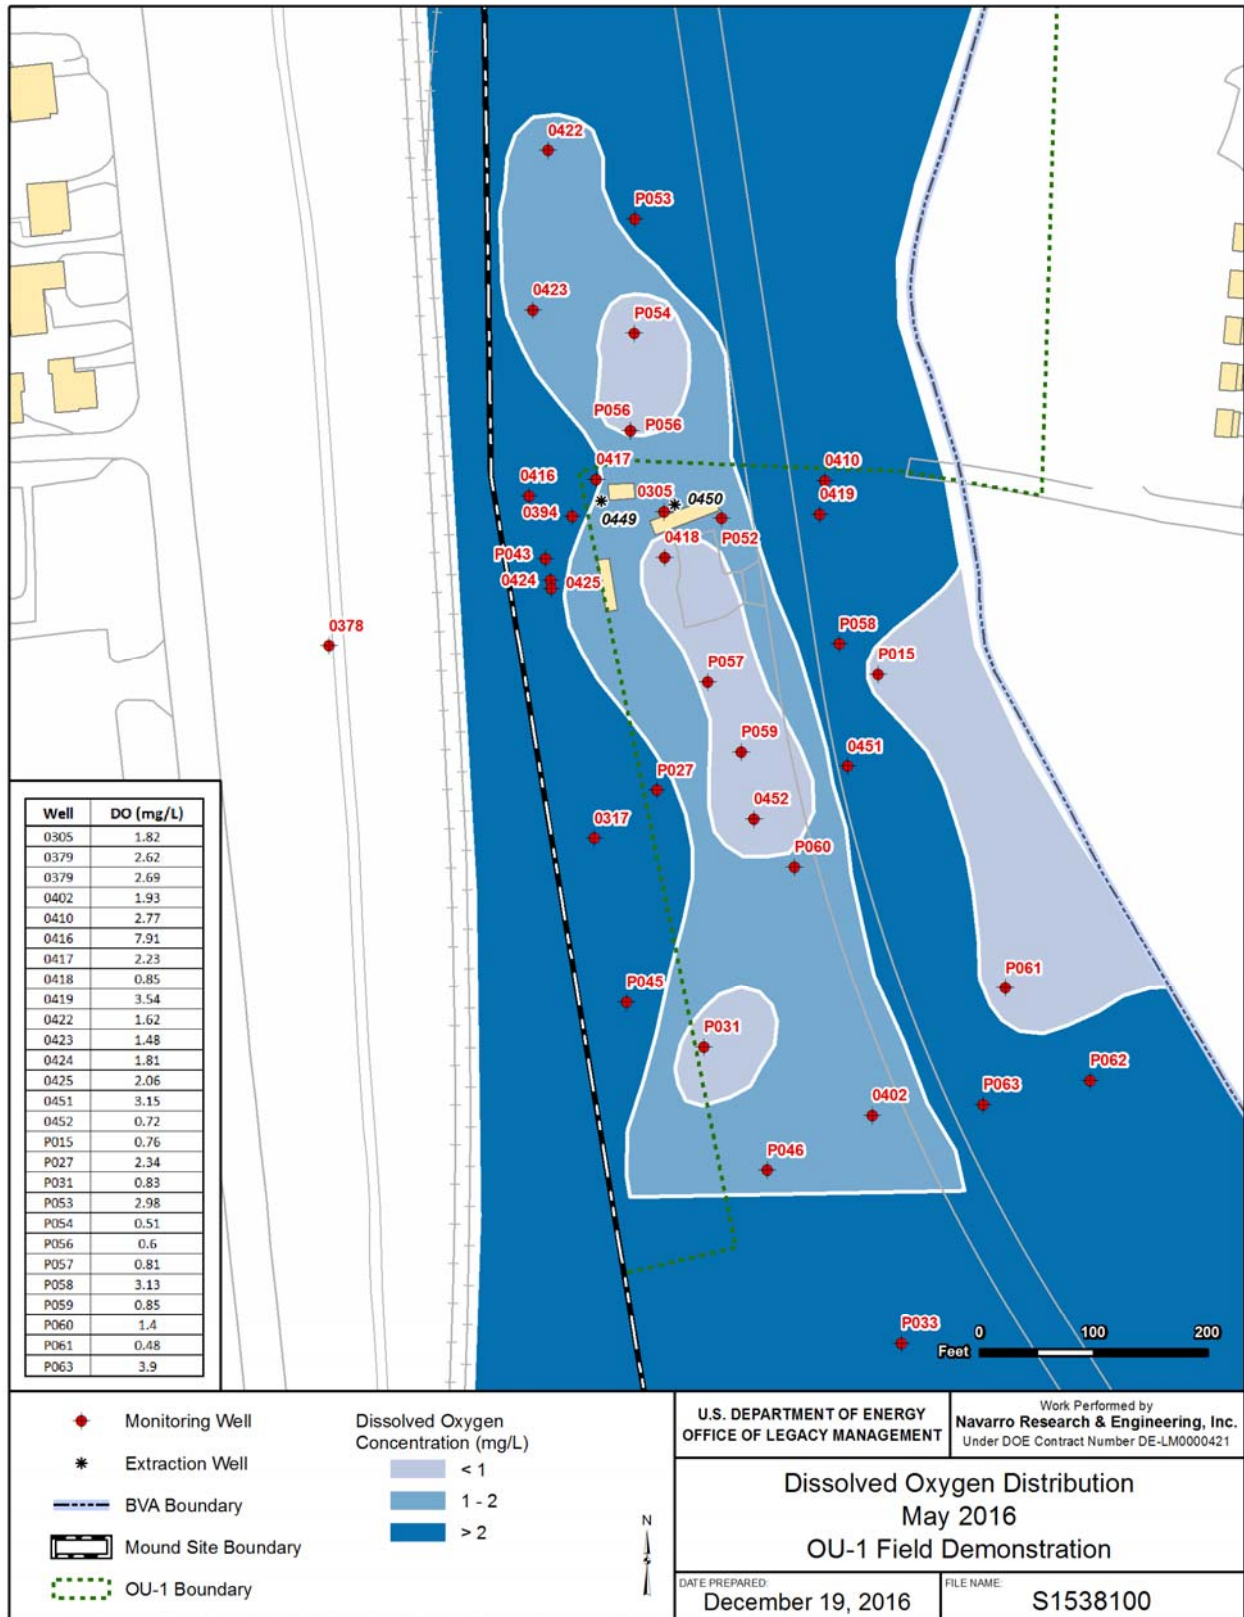 0422
P053
0423
P054
P056
P056
0417
0410
0416
0305
0450
0419
0394
0449
P052
0418
P043
0424
0425
0378
P058
P015
P057
P059
0451
P027
0452
0317
P060
P061
P045
P031
P062
P063
0402
P046
P033
0 100 200
Feet
Well DO (mg/L)
0305 1.82
0379 2.62
0379 2.69
0402 1.93
0410 2.77
0416 7.91
0417 2.23
0418 0.85
0419 3.54
0422 1.62
0423 1.48
0424 1.81
0425 2.06
0451 3.15
0452 0.72
P015 0.76
P027 2.34
P031 0.83
P053 2.98
P054 0.51
P056 0.6
P057 0.81
P058 3.13
P059 0.85
P060 1.4
P061 0.48
P063 3.9
Monitoring Well
Extraction Well
BVA Boundary
Mound Site Boundary
OU-1 Boundary
Dissolved Oxygen
Concentration (mg/L)
< 1
1 - 2
> 2
N
U.S. DEPARTMENT OF ENERGY
OFFICE OF LEGACY MANAGEMENT
Work Performed by
Navarro Research & Engineering, Inc.
Under DOE Contract Number DE-LM0000421
Dissolved Oxygen Distribution
May 2016
OU-1 Field Demonstration
DATE PREPARED:
December 19, 2016
FILE NAME:
S1538100